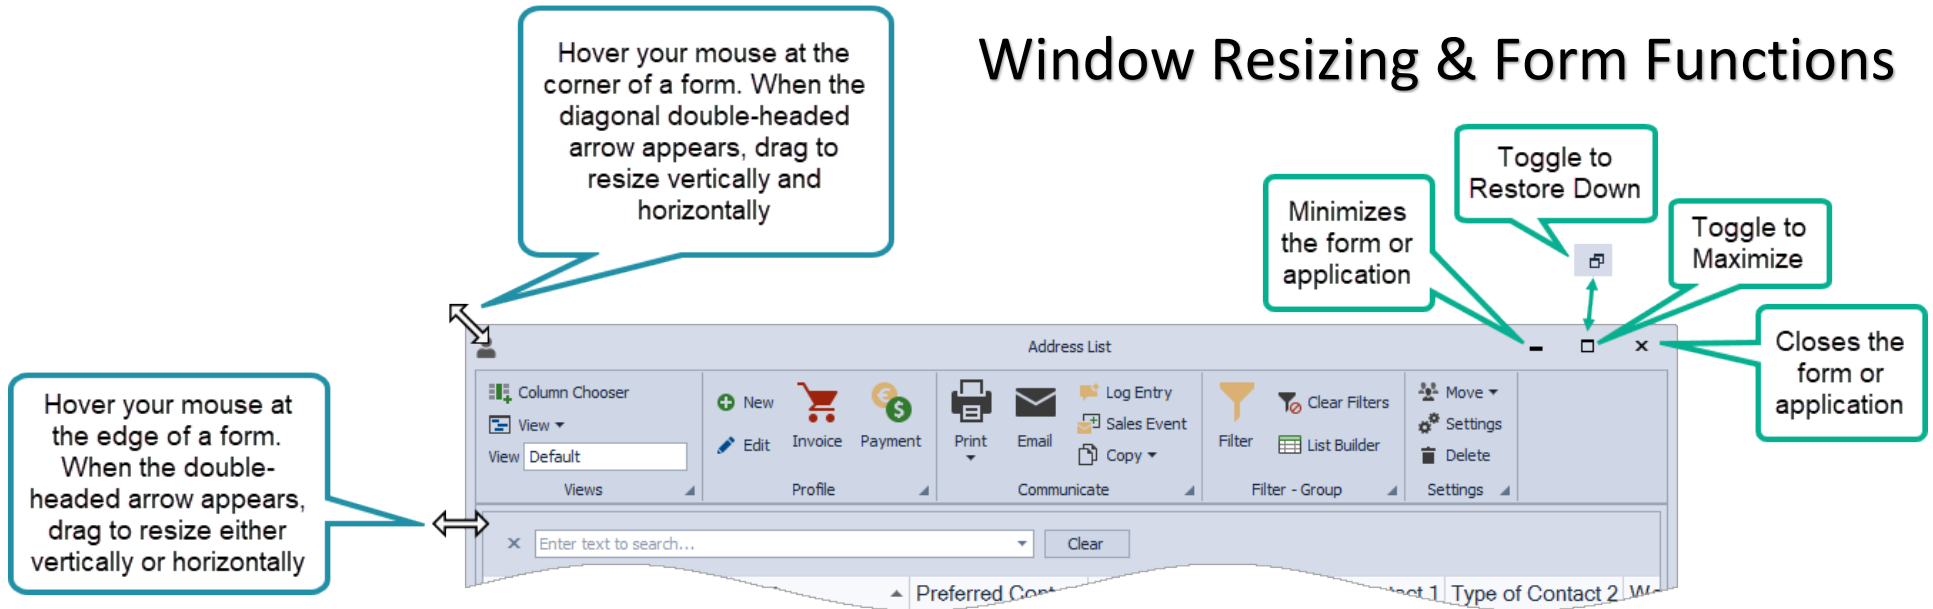 Window Resizing & Form Functions
Hover your mouse at the
corner of a form. When the
diagonal double-headed
arrow appears, drag to
resize vertically and
horizontally
Toggle to
Restore Down
Minimizes
the form or
application
Toggle to
Maximize
Closes the
form or
application
Hover your mouse at
the edge of a form.
When the double-
headed arrow appears,
drag to resize either
vertically or horizontally
Address List
Column Chooser
View
View Default
Views
New
Edit
Invoice
Payment
Profile
Print
Email
Log Entry
Sales Event
Copy
Communicate
Filter
Clear Filters
List Builder
Filter - Group
Move
Settings
Delete
Settings
Enter text to search...
Clear
Preferred Type of Contact 2